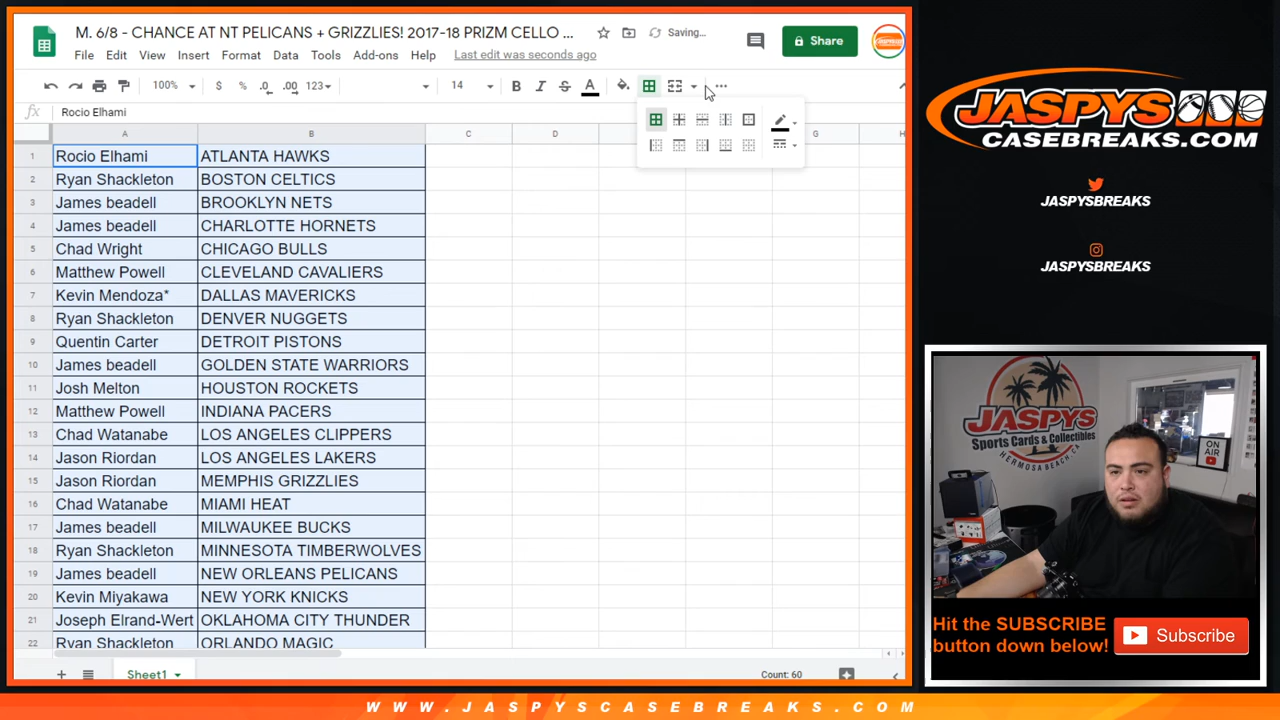 M. 6/8 - CHANCE AT NT PELICANS + GRIZZLIES! 2017-18 PRIZM CELLO ...
Saving...
Share
File Edit View Insert Format Data Tools Add-ons Help Last edit was seconds ago
100% $ % .0 .00 123 14 B I S A
fx Rocio Elhami
A B C D G H
1 Rocio Elhami ATLANTA HAWKS
2 Ryan Shackleton BOSTON CELTICS
3 James beadell BROOKLYN NETS
4 James beadell CHARLOTTE HORNETS
5 Chad Wright CHICAGO BULLS
6 Matthew Powell CLEVELAND CAVALIERS
7 Kevin Mendoza* DALLAS MAVERICKS
8 Ryan Shackleton DENVER NUGGETS
9 Quentin Carter DETROIT PISTONS
10 James beadell GOLDEN STATE WARRIORS
11 Josh Melton HOUSTON ROCKETS
12 Matthew Powell INDIANA PACERS
13 Chad Watanabe LOS ANGELES CLIPPERS
14 Jason Riordan LOS ANGELES LAKERS
15 Jason Riordan MEMPHIS GRIZZLIES
16 Chad Watanabe MIAMI HEAT
17 James beadell MILWAUKEE BUCKS
18 Ryan Shackleton MINNESOTA TIMBERWOLVES
19 James beadell NEW ORLEANS PELICANS
20 Kevin Miyakawa NEW YORK KNICKS
21 Joseph Elrand-Wert OKLAHOMA CITY THUNDER
22 Ryan Shackleton ORLANDO MAGIC
Sheet1
Count: 60
JASPYS
CASEBREAKS.COM
JASPYSBREAKS
JASPYSBREAKS
JASPYS
Sports Cards & Collectibles
HERMOSA BEACH, CA
ON AIR
Hit the SUBSCRIBE
button down below!
Subscribe
WWW.JASPYSCASEBREAKS.COM